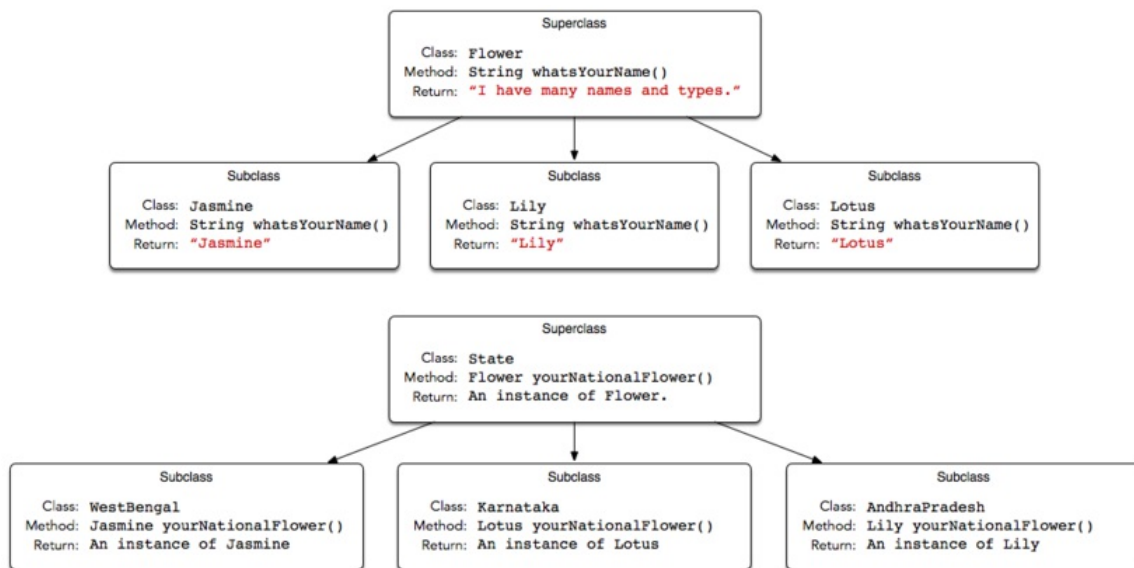 Superclass
Class: Flower
Method: String whatsYourName()
Return: “I have many names and types.”
Subclass
Class: Jasmine
Method: String whatsYourName()
Return: “Jasmine”
Subclass
Class: Lily
Method: String whatsYourName()
Return: “Lily”
Subclass
Class: Lotus
Method: String whatsYourName()
Return: “Lotus”
Superclass
Class: State
Method: Flower yourNationalFlower()
Return: An instance of Flower.
Subclass
Class: WestBengal
Method: Jasmine yourNationalFlower()
Return: An instance of Jasmine
Subclass
Class: Karnataka
Method: Lotus yourNationalFlower()
Return: An instance of Lotus
Subclass
Class: AndhraPradesh
Method: Lily yourNationalFlower()
Return: An instance of Lily